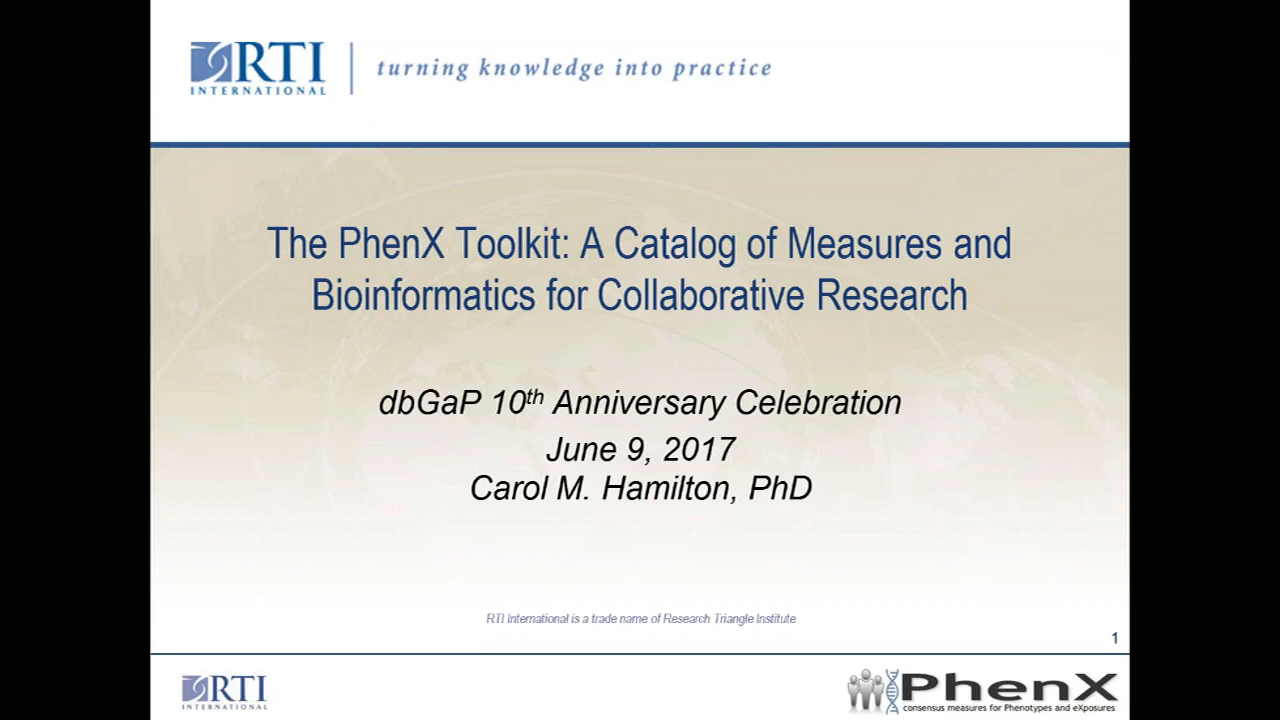 RTI
INTERNATIONAL
turning knowledge into practice
The PhenX Toolkit: A Catalog of Measures and
Bioinformatics for Collaborative Research
dbGaP 10th Anniversary Celebration
June 9, 2017
Carol M. Hamilton, PhD
RTI International is a trade name of Research Triangle Institute
1
RTI
INTERNATIONAL
PhenX
consensus measures for Phenotypes and eXposures